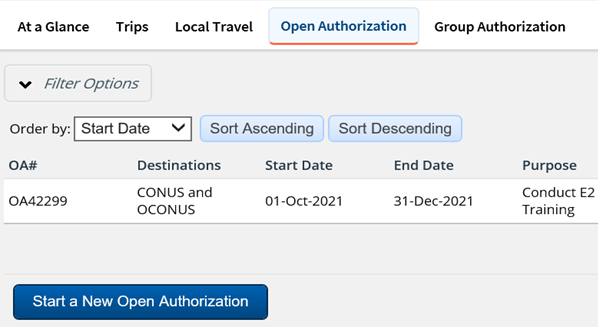 At a Glance Trips Local Travel Open Authorization Group Authorization
Filter Options
Order by: Start Date Sort Ascending Sort Descending
OA# Destinations Start Date End Date Purpose
OA42299 CONUS and OCONUS 01-Oct-2021 31-Dec-2021 Conduct E2 Training
Start a New Open Authorization